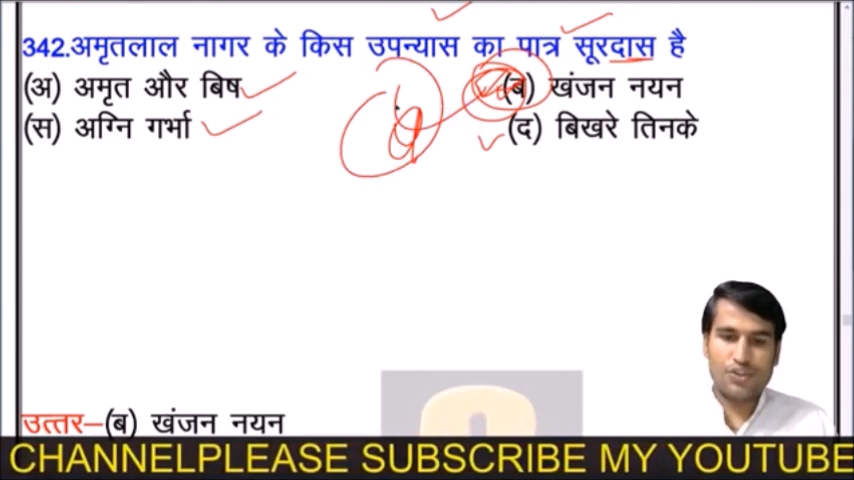 342.अमृतलाल नागर के किस उपन्यास का पात्र सूरदास है
(अ) अमृत और बिष (ब) खंजन नयन
(स) अग्नि गर्भा (द) बिखरे तिनके
उत्तर–(ब) खंजन नयन
CHANNELPLEASE SUBSCRIBE MY YOUTUBE